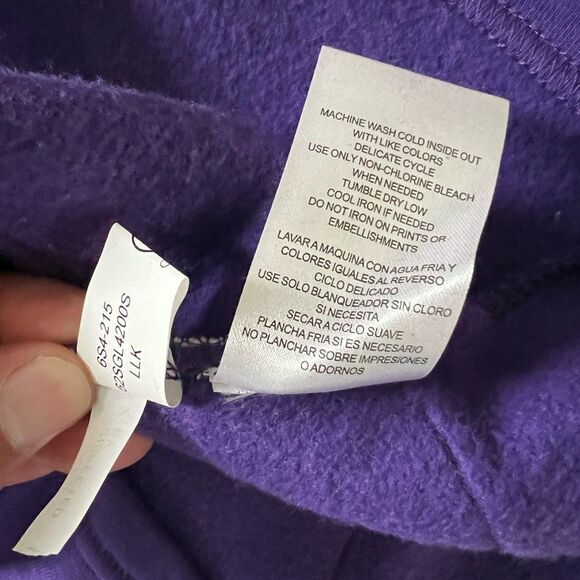 MACHINE WASH COLD INSIDE OUT
WITH LIKE COLORS
DELICATE CYCLE
USE ONLY NON-CHLORINE BLEACH
WHEN NEEDED
TUMBLE DRY LOW
COOL IRON IF NEEDED
DO NOT IRON ON PRINTS OR
EMBELLISHMENTS
LAVAR A MAQUINA CON AGUA FRIA Y
COLORES IGUALES AL REVERSO
CICLO DELICADO
USE SOLO BLANQUEADOR SIN CLORO
SI NECESITA
SECAR A CICLO SUAVE
PLANCHA FRIA SI ES NECESARIO
NO PLANCHAR SOBRE IMPRESIONES
O ADORNOS
6S4-215
62SGL4200S
LLK